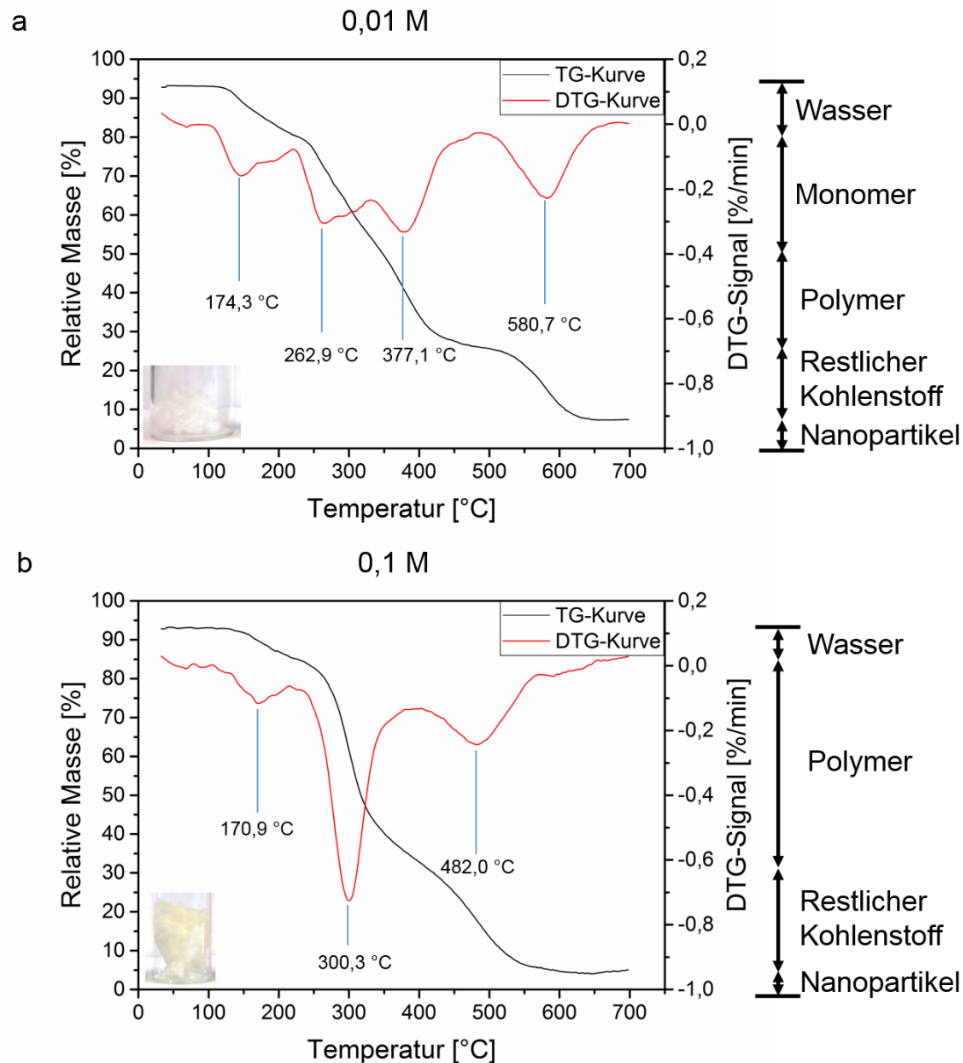 a
0,01 M
TG-Kurve
DTG-Kurve
100
90
80
70
60
50
40
30
20
10
0
Relative Masse [%]
0,2
0,0
-0,2
-0,4
-0,6
-0,8
-1,0
DTG-Signal [%/min]
174,3 °C
262,9 °C
377,1 °C
580,7 °C
0 100 200 300 400 500 600 700
Temperatur [°C]
Wasser
Monomer
Polymer
Restlicher
Kohlenstoff
Nanopartikel
b
0,1 M
TG-Kurve
DTG-Kurve
100
90
80
70
60
50
40
30
20
10
0
Relative Masse [%]
0,2
0,0
-0,2
-0,4
-0,6
-0,8
-1,0
DTG-Signal [%/min]
170,9 °C
300,3 °C
482,0 °C
0 100 200 300 400 500 600 700
Temperatur [°C]
Wasser
Polymer
Restlicher
Kohlenstoff
Nanopartikel